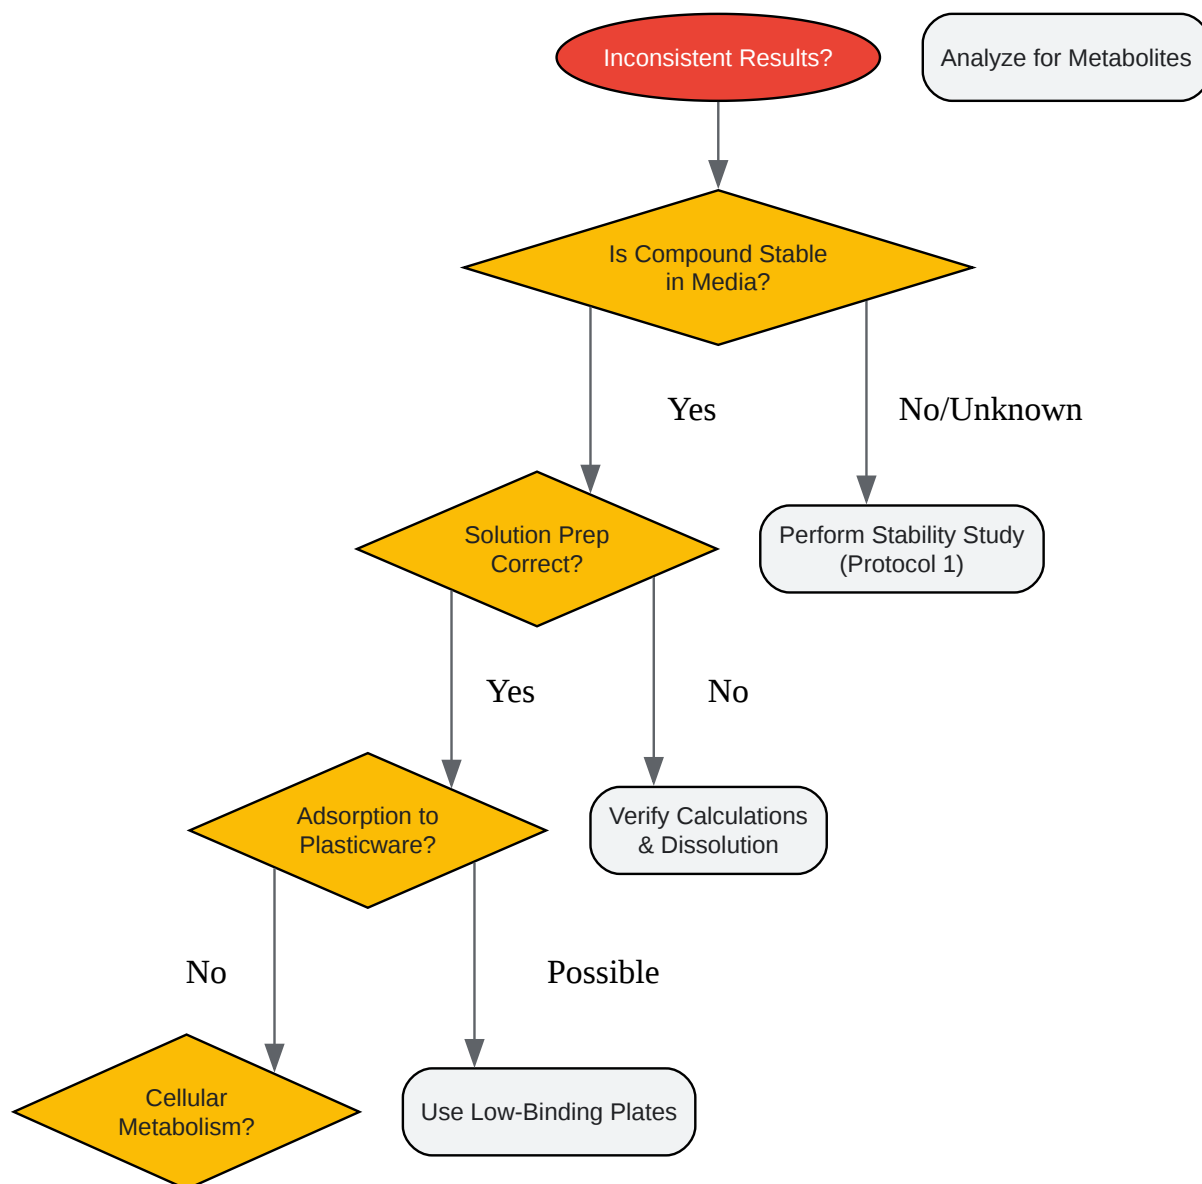 Inconsistent Results?
Analyze for Metabolites
Is Compound Stable
in Media?
Yes
No/Unknown
Solution Prep
Correct?
Perform Stability Study
(Protocol 1)
Yes
No
Adsorption to
Plasticware?
Verify Calculations
& Dissolution
No
Possible
Cellular
Metabolism?
Use Low-Binding Plates